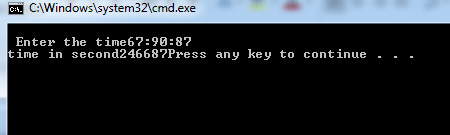 C:\Windows\system32\cmd.exe
Enter the time67:90:87
time in second246687Press any key to continue . . .